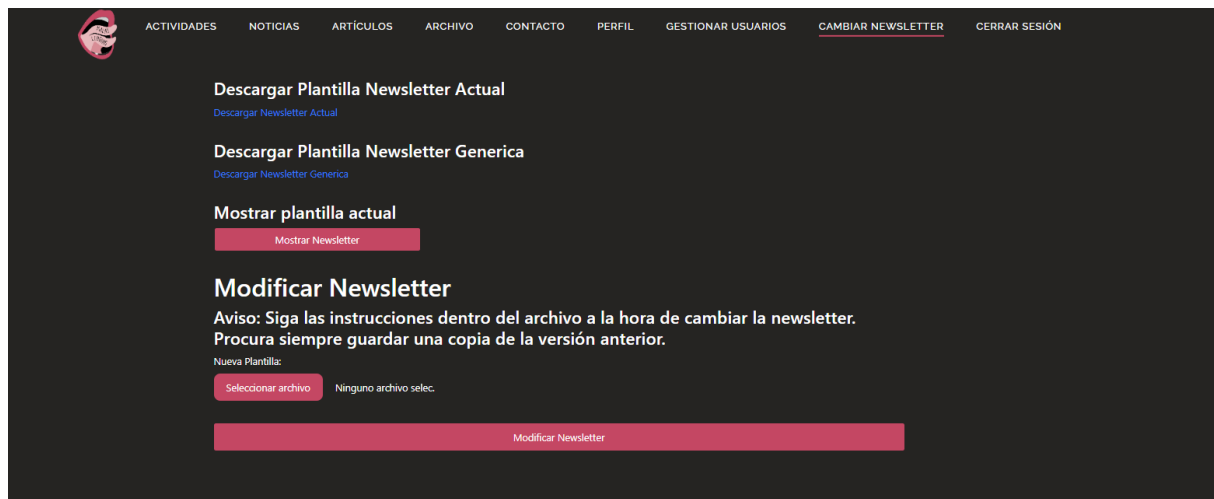 ACTIVIDADES NOTICIAS ARTÍCULOS ARCHIVO CONTACTO PERFIL GESTIONAR USUARIOS CAMBIAR NEWSLETTER CERRAR SESIÓN
Descargar Plantilla Newsletter Actual
Descargar Newsletter Actual
Descargar Plantilla Newsletter Generica
Descargar Newsletter Generica
Mostrar plantilla actual
Mostrar Newsletter
Modificar Newsletter
Aviso: Siga las instrucciones dentro del archivo a la hora de cambiar la newsletter.
Procura siempre guardar una copia de la versión anterior.
Nueva Plantilla:
Seleccionar archivo Ninguno archivo selec.
Modificar Newsletter